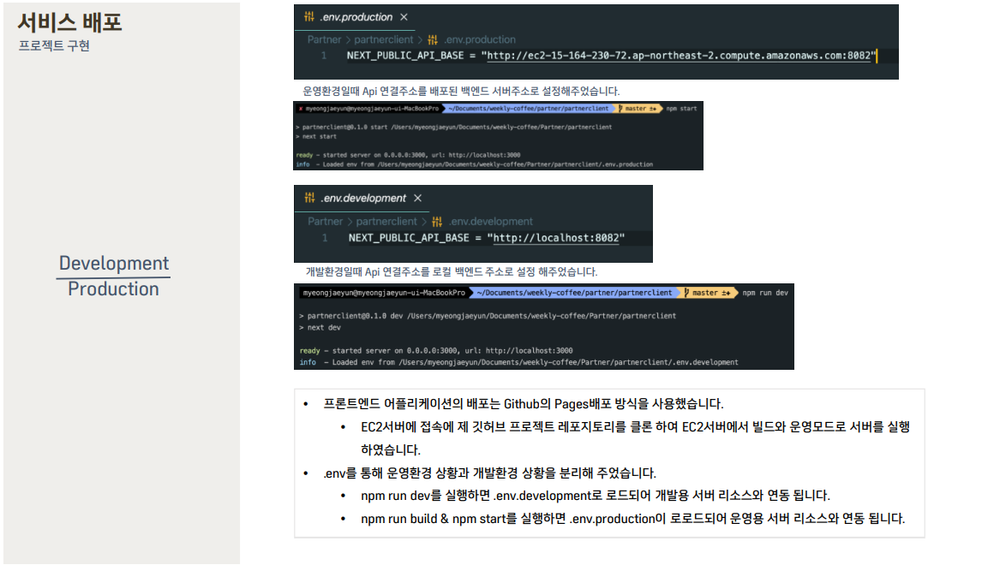 서비스 배포
프로젝트 구현
Development
Production
.env.production ×
Partner > partnerclient > .env.production
1 NEXT_PUBLIC_API_BASE = "http://ec2-15-164-230-72.ap-northeast-2.compute.amazonaws.com:8082"
운영환경일때 Api 연결주소를 배포된 백엔드 서버주소로 설정해주었습니다.
x myeongjaeyun@myeongjaeyun-ui-MacBookPro ~/Documents/weekly-coffee/partner/partnerclient master ±+ npm start
> partnerclient@0.1.0 start /Users/myeongjaeyun/Documents/weekly-coffee/Partner/partnerclient
> next start
ready - started server on 0.0.0.0:3000, url: http://localhost:3000
info - Loaded env from /Users/myeongjaeyun/Documents/weekly-coffee/Partner/partnerclient/.env.production
.env.development ×
Partner > partnerclient > .env.development
1 NEXT_PUBLIC_API_BASE = "http://localhost:8082"
개발환경일때 Api 연결주소를 로컬 백엔드 주소로 설정 해주었습니다.
myeongjaeyun@myeongjaeyun-ui-MacBookPro ~/Documents/weekly-coffee/partner/partnerclient master ±+ npm run dev
> partnerclient@0.1.0 dev /Users/myeongjaeyun/Documents/weekly-coffee/Partner/partnerclient
> next dev
ready - started server on 0.0.0.0:3000, url: http://localhost:3000
info - Loaded env from /Users/myeongjaeyun/Documents/weekly-coffee/Partner/partnerclient/.env.development
• 프론트엔드 어플리케이션의 배포는 Github의 Pages배포 방식을 사용했습니다.
• EC2서버에 접속에 제 깃허브 프로젝트 레포지토리를 클론 하여 EC2서버에서 빌드와 운영모드로 서버를 실행
하였습니다.
• .env를 통해 운영환경 상황과 개발환경 상황을 분리해 주었습니다.
• npm run dev를 실행하면 .env.development로 로드되어 개발용 서버 리소스와 연동 됩니다.
• npm run build & npm start를 실행하면 .env.production이 로로드되어 운영용 서버 리소스와 연동 됩니다.